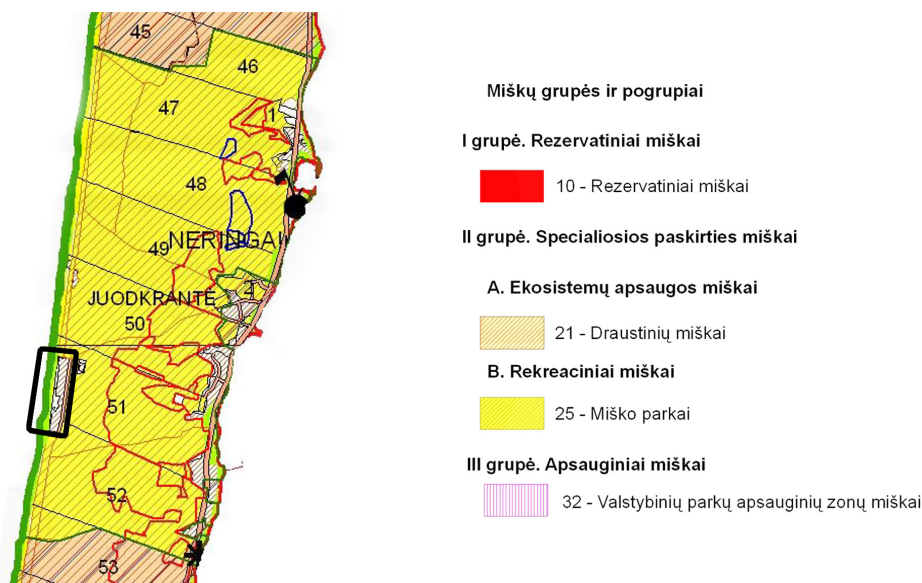 45
46
47
1
48
49
NERINGA
2
JUODKRANTĖ
50
51
52
53
Miškų grupės ir pogrupiai
I grupė. Rezervatiniai miškai
10 - Rezervatiniai miškai
II grupė. Specialiosios paskirties miškai
A. Ekosistemų apsaugos miškai
21 - Draustinių miškai
B. Rekreaciniai miškai
25 - Miško parkai
III grupė. Apsauginiai miškai
32 - Valstybinių parkų apsauginių zonų miškai